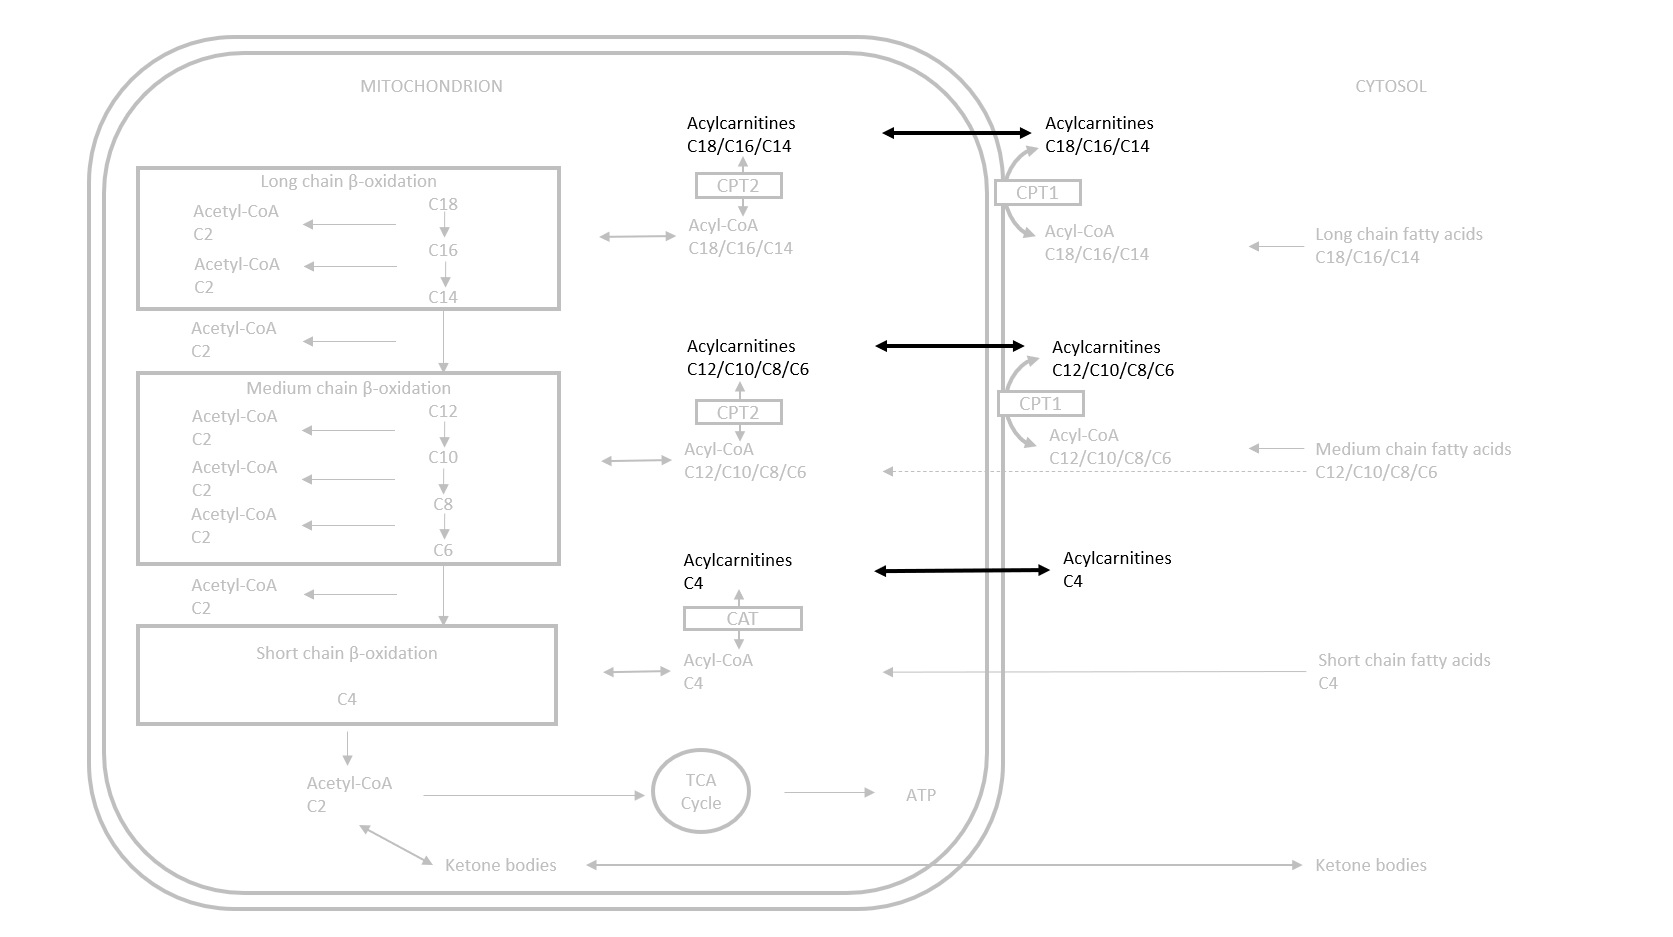 MITOCHONDRION
CYTOSOL
Acylcarnitines
C18/C16/C14
Acylcarnitines
C18/C16/C14
Long chain β-oxidation
Acetyl-CoA
C2
C18
Acetyl-CoA
C2
C16
C14
CPT2
Acyl-CoA
C18/C16/C14
CPT1
Acyl-CoA
C18/C16/C14
Long chain fatty acids
C18/C16/C14
Acetyl-CoA
C2
Acylcarnitines
C12/C10/C8/C6
Acylcarnitines
C12/C10/C8/C6
Medium chain β-oxidation
Acetyl-CoA
C2
C12
Acetyl-CoA
C2
C10
Acetyl-CoA
C2
C8
C6
CPT2
Acyl-CoA
C12/C10/C8/C6
CPT1
Acyl-CoA
C12/C10/C8/C6
Medium chain fatty acids
C12/C10/C8/C6
Acetyl-CoA
C2
Acylcarnitines
C4
Acylcarnitines
C4
CAT
Short chain β-oxidation
C4
Acyl-CoA
C4
Short chain fatty acids
C4
Acetyl-CoA
C2
TCA
Cycle
ATP
Ketone bodies
Ketone bodies